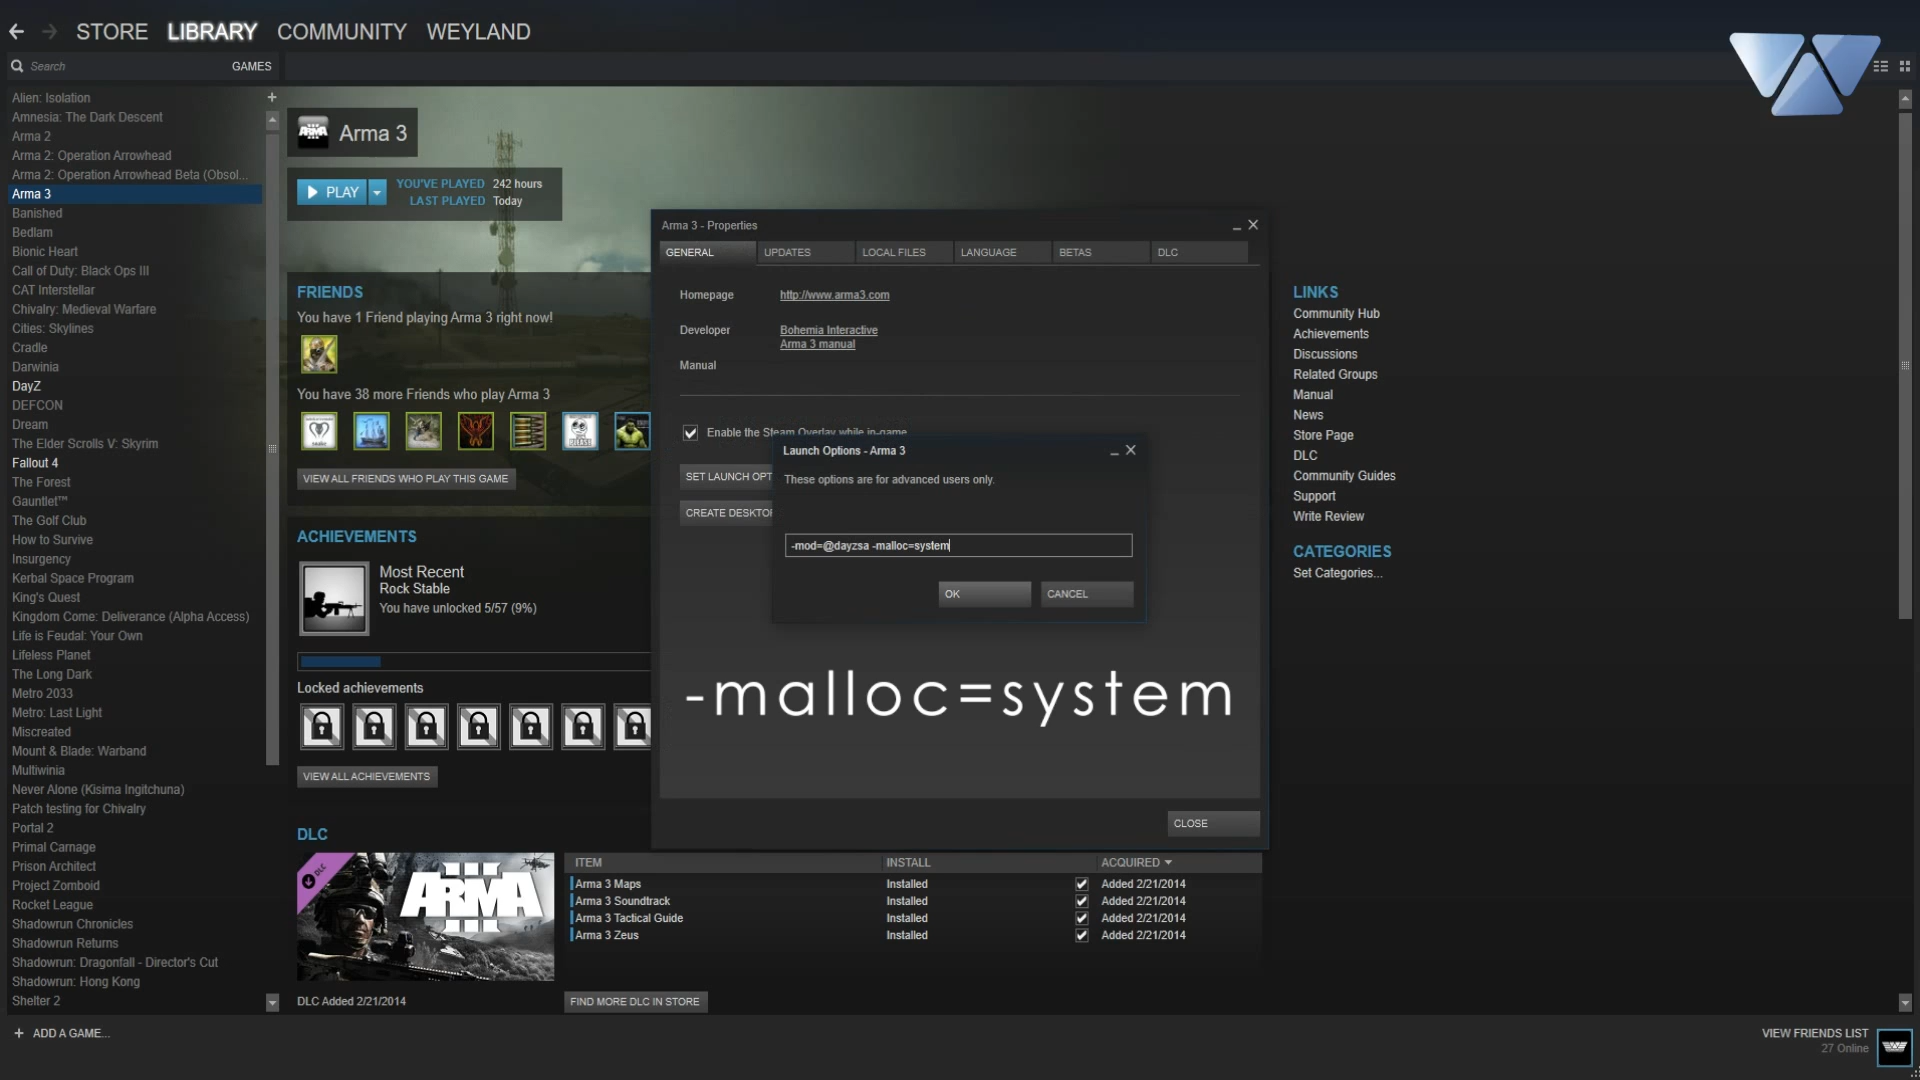 STORE LIBRARY COMMUNITY WEYLAND
Search GAMES
Alien: Isolation
Amnesia: The Dark Descent
Arma 2
Arma 2: Operation Arrowhead
Arma 2: Operation Arrowhead Beta (Obsol...
Arma 3
Banished
Bedlam
Bionic Heart
Call of Duty: Black Ops III
CAT Interstellar
Chivalry: Medieval Warfare
Cities: Skylines
Cradle
Darwinia
DayZ
DEFCON
Dream
The Elder Scrolls V: Skyrim
Fallout 4
The Forest
Gauntlet™
The Golf Club
How to Survive
Insurgency
Kerbal Space Program
King's Quest
Kingdom Come: Deliverance (Alpha Access)
Life is Feudal: Your Own
Lifeless Planet
The Long Dark
Metro 2033
Metro: Last Light
Miscreated
Mount & Blade: Warband
Multiwinia
Never Alone (Kisima Ingitchuna)
Patch testing for Chivalry
Portal 2
Primal Carnage
Prison Architect
Project Zomboid
Rocket League
Shadowrun Chronicles
Shadowrun Returns
Shadowrun: Dragonfall - Director's Cut
Shadowrun: Hong Kong
Shelter 2
+ ADD A GAME...
ARMA
Arma 3
PLAY
YOU'VE PLAYED 242 hours
LAST PLAYED Today
FRIENDS
You have 1 Friend playing Arma 3 right now!
You have 38 more Friends who play Arma 3
VIEW ALL FRIENDS WHO PLAY THIS GAME
ACHIEVEMENTS
Most Recent
Rock Stable
You have unlocked 5/57 (9%)
Locked achievements
VIEW ALL ACHIEVEMENTS
DLC
DLC
ARMA III
DLC Added 2/21/2014
ITEM INSTALL ACQUIRED
Arma 3 Maps Installed Added 2/21/2014
Arma 3 Soundtrack Installed Added 2/21/2014
Arma 3 Tactical Guide Installed Added 2/21/2014
Arma 3 Zeus Installed Added 2/21/2014
FIND MORE DLC IN STORE
Arma 3 - Properties
GENERAL UPDATES LOCAL FILES LANGUAGE BETAS DLC
Homepage http://www.arma3.com
Developer Bohemia Interactive
Arma 3 manual
Manual
Enable the Steam Overlay while in-game
SET LAUNCH OPT
CREATE DESKTO
Launch Options - Arma 3
These options are for advanced users only.
-mod=@dayzsa -malloc=system
OK CANCEL
-malloc=system
CLOSE
LINKS
Community Hub
Achievements
Discussions
Related Groups
Manual
News
Store Page
DLC
Community Guides
Support
Write Review
CATEGORIES
Set Categories...
VIEW FRIENDS LIST
27 Online